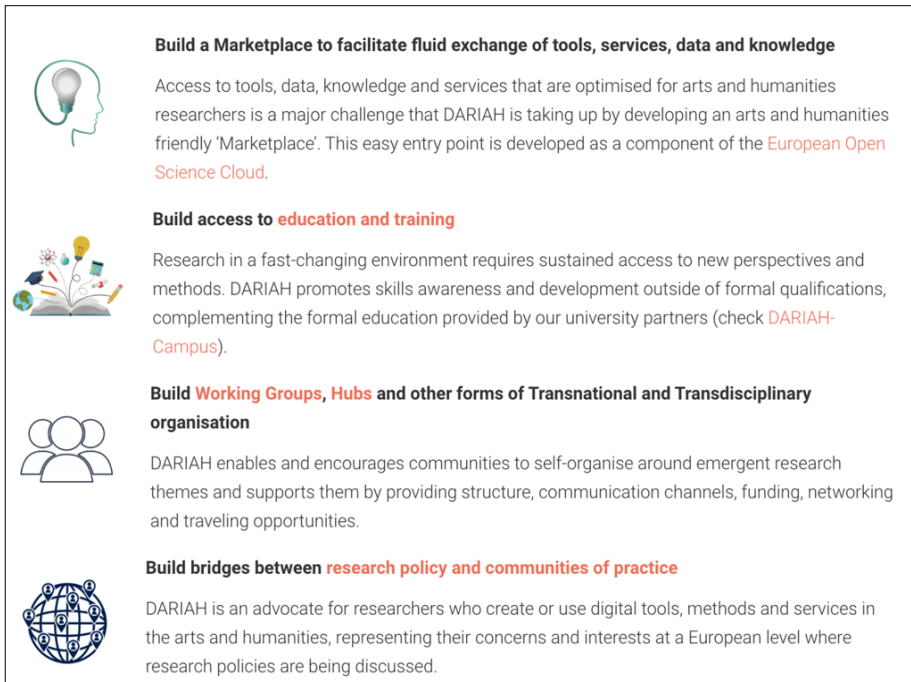 Build a Marketplace to facilitate fluid exchange of tools, services, data and knowledge
Access to tools, data, knowledge and services that are optimised for arts and humanities
researchers is a major challenge that DARIAH is taking up by developing an arts and humanities
friendly ‘Marketplace’. This easy entry point is developed as a component of the European Open
Science Cloud.
Build access to education and training
Research in a fast-changing environment requires sustained access to new perspectives and
methods. DARIAH promotes skills awareness and development outside of formal qualifications,
complementing the formal education provided by our university partners (check DARIAH-
Campus).
Build Working Groups, Hubs and other forms of Transnational and Transdisciplinary
organisation
DARIAH enables and encourages communities to self-organise around emergent research
themes and supports them by providing structure, communication channels, funding, networking
and traveling opportunities.
Build bridges between research policy and communities of practice
DARIAH is an advocate for researchers who create or use digital tools, methods and services in
the arts and humanities, representing their concerns and interests at a European level where
research policies are being discussed.